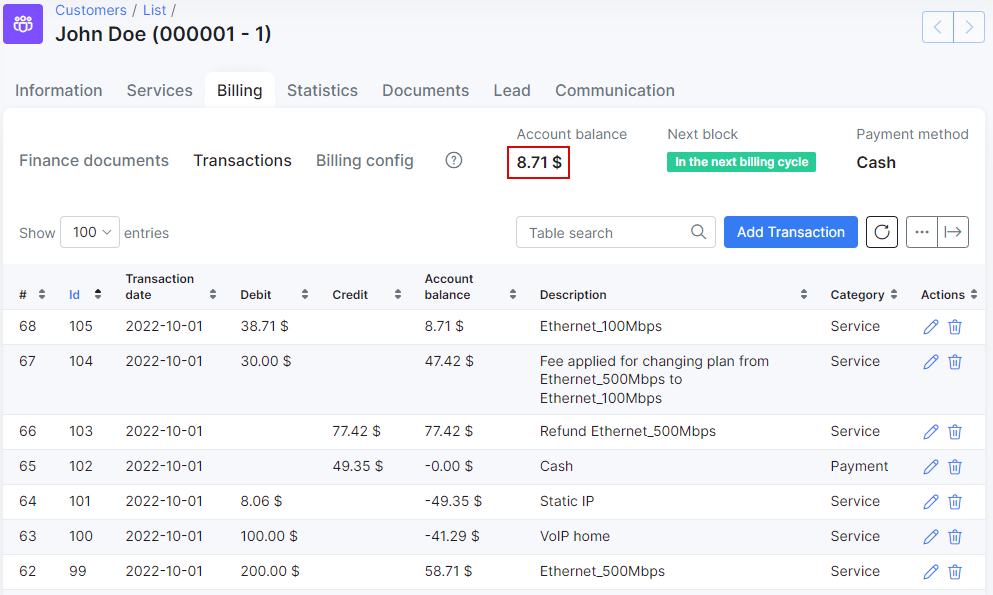 Customers / List /
John Doe (000001 - 1)
Information Services Billing Statistics Documents Lead Communication
Account balance Next block Payment method
Finance documents Transactions Billing config ? 8.71 $ In the next billing cycle Cash
Show 100 entries Table search Add Transaction
# Id Transaction date Debit Credit Account balance Description Category Actions
68 105 2022-10-01 38.71 $ 8.71 $ Ethernet_100Mbps Service
67 104 2022-10-01 30.00 $ 47.42 $ Fee applied for changing plan from Service
Ethernet_500Mbps to
Ethernet_100Mbps
66 103 2022-10-01 77.42 $ 77.42 $ Refund Ethernet_500Mbps Service
65 102 2022-10-01 49.35 $ -0.00 $ Cash Payment
64 101 2022-10-01 8.06 $ -49.35 $ Static IP Service
63 100 2022-10-01 100.00 $ -41.29 $ VoIP home Service
62 99 2022-10-01 200.00 $ 58.71 $ Ethernet_500Mbps Service